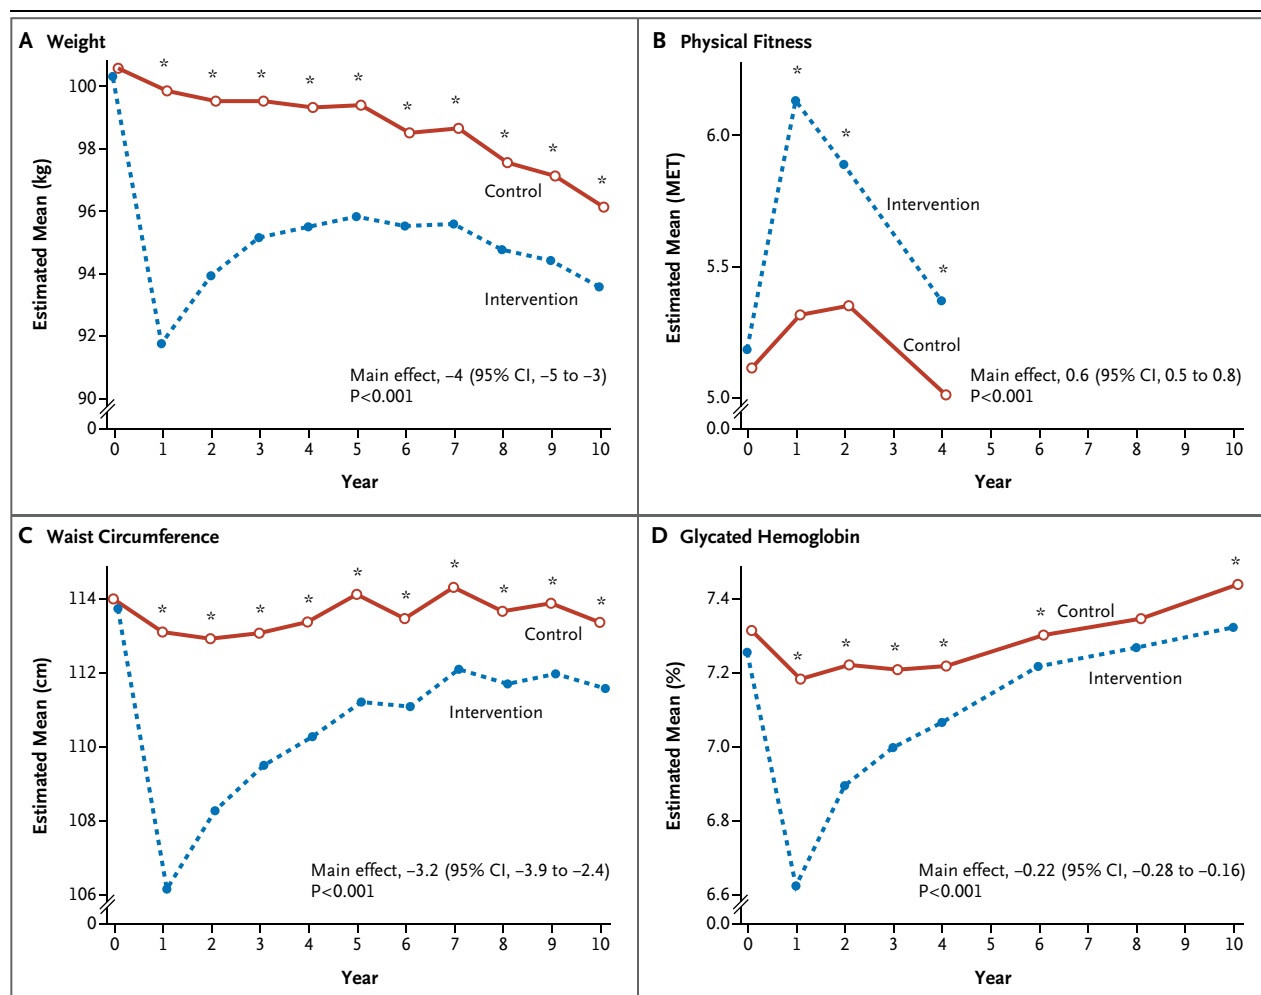 A Weight
* * * * * * * * * *
100
98
96
94
92
90
0
Estimated Mean (kg)
Control
Intervention
Main effect, –4 (95% CI, –5 to –3)
P<0.001
0 1 2 3 4 5 6 7 8 9 10
Year
B Physical Fitness
* * *
6.0
5.5
5.0
0.0
Estimated Mean (MET)
Intervention
Control
Main effect, 0.6 (95% CI, 0.5 to 0.8)
P<0.001
0 1 2 3 4 5 6 7 8 9 10
Year
C Waist Circumference
* * * * * * * * * *
114
112
110
108
106
0
Estimated Mean (cm)
Control
Intervention
Main effect, –3.2 (95% CI, –3.9 to –2.4)
P<0.001
0 1 2 3 4 5 6 7 8 9 10
Year
D Glycated Hemoglobin
* * * * * *
7.4
7.2
7.0
6.8
6.6
0.0
Estimated Mean (%)
Control
Intervention
Main effect, –0.22 (95% CI, –0.28 to –0.16)
P<0.001
0 1 2 3 4 5 6 7 8 9 10
Year